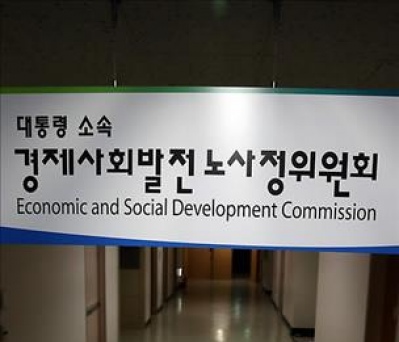 대통령 소속
경제사회발전노사정위원회
Economic and Social Development Commission